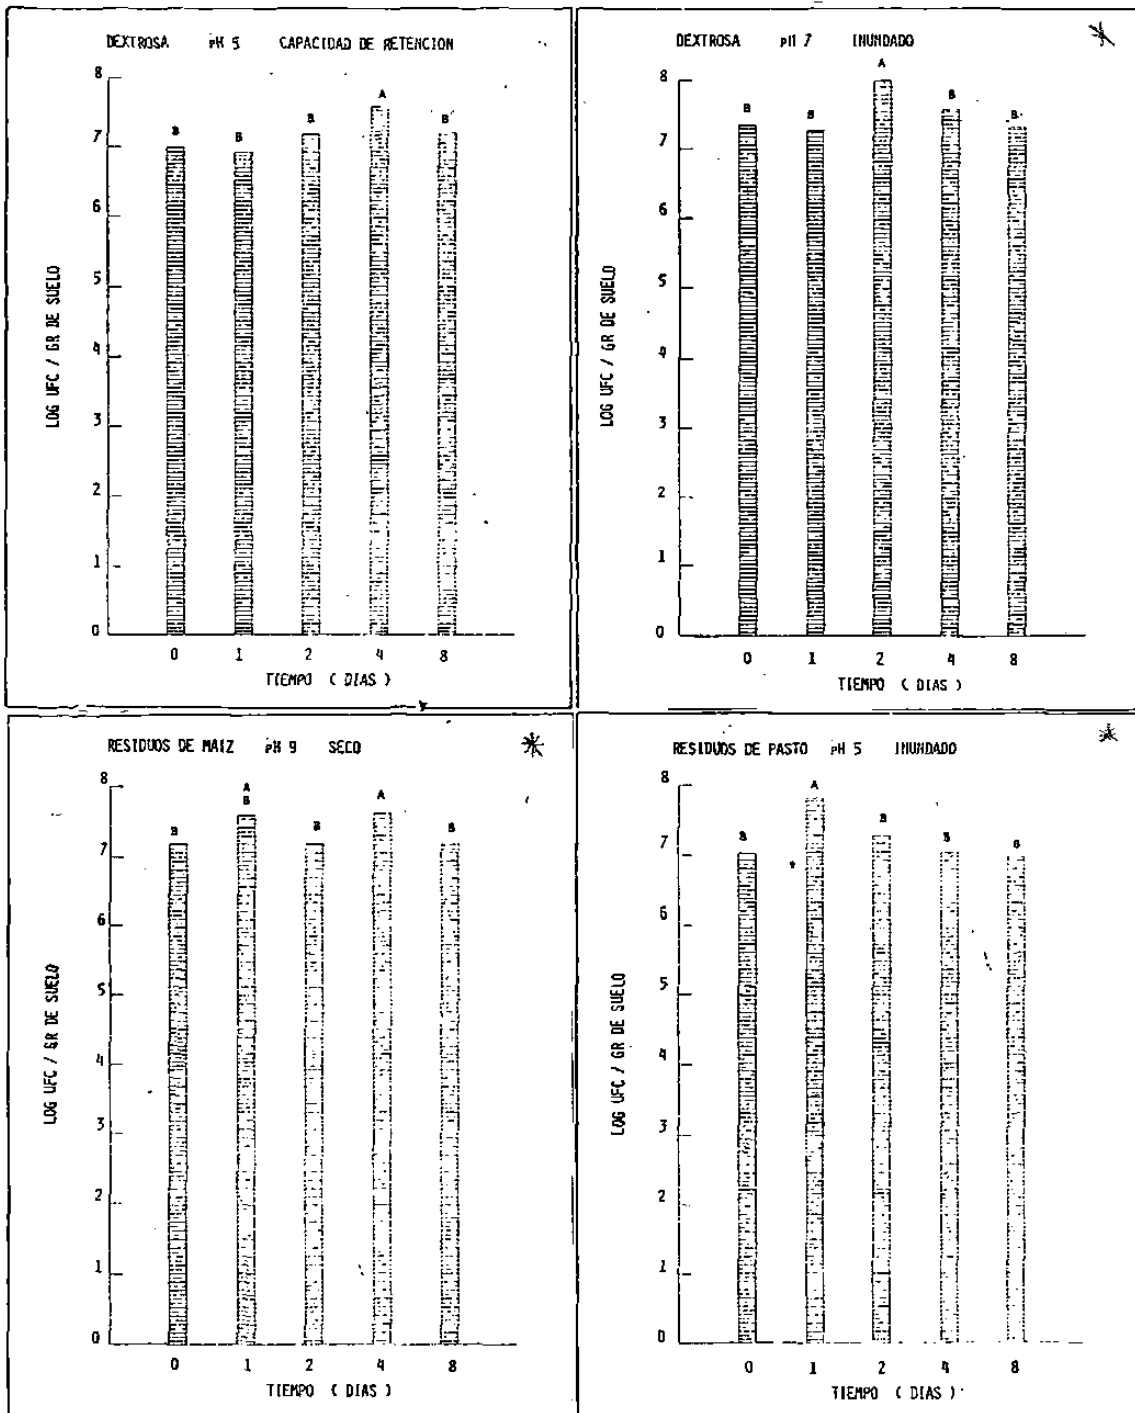 DEXTROSA pH 5 CAPACIDAD DE RETENCION
LOG UFC / GR DE SUELO
8
7
6
5
4
3
2
1
0
B
B
B
A
B
0 1 2 4 8
TIEMPO ( DIAS )
DEXTROSA pH 7 INUNDADO
LOG UFC / GR DE SUELO
8
7
6
5
4
3
2
1
0
B
B
A
B
B
0 1 2 4 8
TIEMPO ( DIAS )
RESIDUOS DE MAIZ pH 9 SECO
LOG UFC / GR DE SUELO
8
7
6
5
4
3
2
1
0
B
A
B
B
A
B
0 1 2 4 8
TIEMPO ( DIAS )
RESIDUOS DE PASTO pH 5 INUNDADO
LOG UFC / GR DE SUELO
8
7
6
5
4
3
2
1
0
B
A
B
B
B
0 1 2 4 8
TIEMPO ( DIAS )